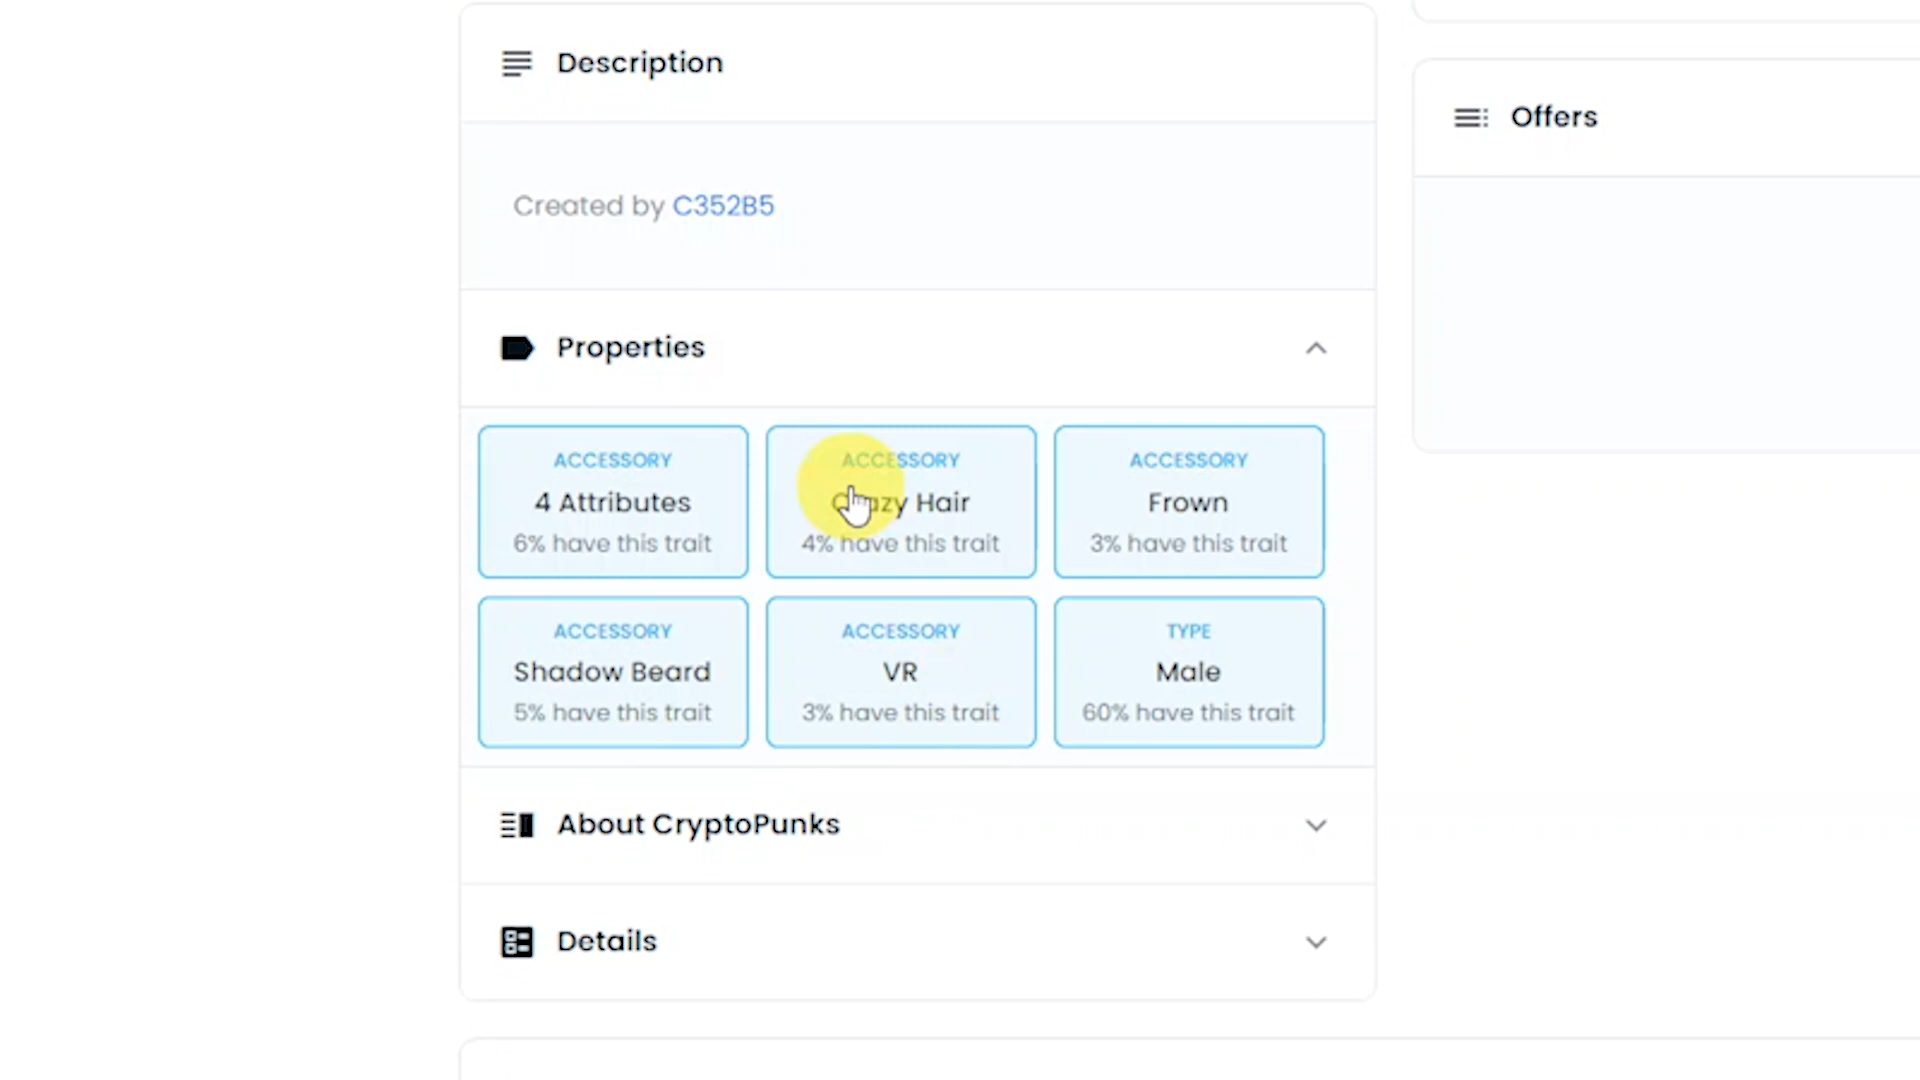 Description
Offers
Created by C352B5
Properties
ACCESSORY
4 Attributes
6% have this trait
ACCESSORY
Crazy Hair
4% have this trait
ACCESSORY
Frown
3% have this trait
ACCESSORY
Shadow Beard
5% have this trait
ACCESSORY
VR
3% have this trait
TYPE
Male
60% have this trait
About CryptoPunks
Details